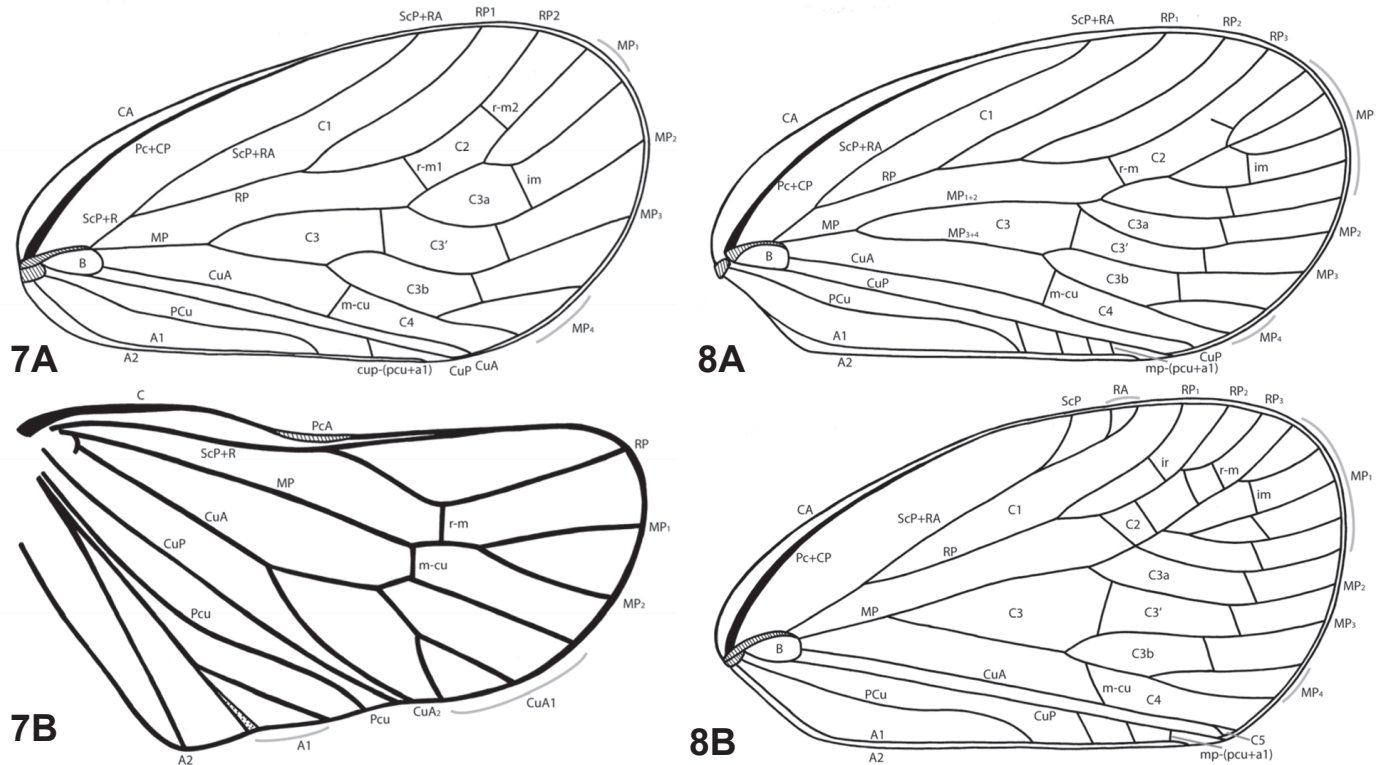 ScP+RA RP1 RP2
MP₁
CA
r-m2
C1
Pc+CP
C2
ScP+RA
MP₂
r-m1
im
RP
C3a
ScP+R
MP₃
MP
C3
C3′
B
CuA
C3b
m-cu
PCu
C4
MP₄
A1
7A
A2
cup-(pcu+a1) CuP CuA
ScP+RA RP₁ RP₂
RP₃
CA
MP₁
C1
ScP+RA
C2
RP
r-m
im
Pc+CP
MP₁₊₂
MP
C3
C3a
MP₂
MP₃₊₄
C3′
B
CuA
MP₃
CuP
C3b
PCu
m-cu
C4
A1
MP₄
8A
A2
CuP
mp-(pcu+a1)
C
PcA
RP
ScP+R
MP
CuA
r-m
MP₁
CuP
m-cu
MP₂
Pcu
CuA1
7B
Pcu
CuA₂
A1
A2
ScP RA RP₁ RP₂
RP₃
ir
r-m
MP₁
im
CA
C1
ScP+RA
C2
RP
Pc+CP
C3a
MP₂
MP
C3
C3′
MP₃
B
C3b
CuA
m-cu
PCu
C4
MP₄
CuP
A1
C5
8B
A2
mp-(pcu+a1)